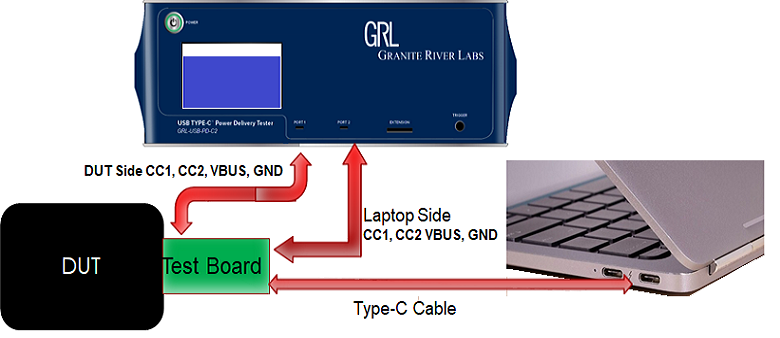 POWER
GRL
GRANITE RIVER LABS
USB TYPE-C™ Power Delivery Tester
GRL-USB-PD-C2
PORT 1
PORT 2
EXTENSION
TRIGGER
DUT Side CC1, CC2, VBUS, GND
Laptop Side
CC1, CC2 VBUS, GND
DUT
Test Board
Type-C Cable